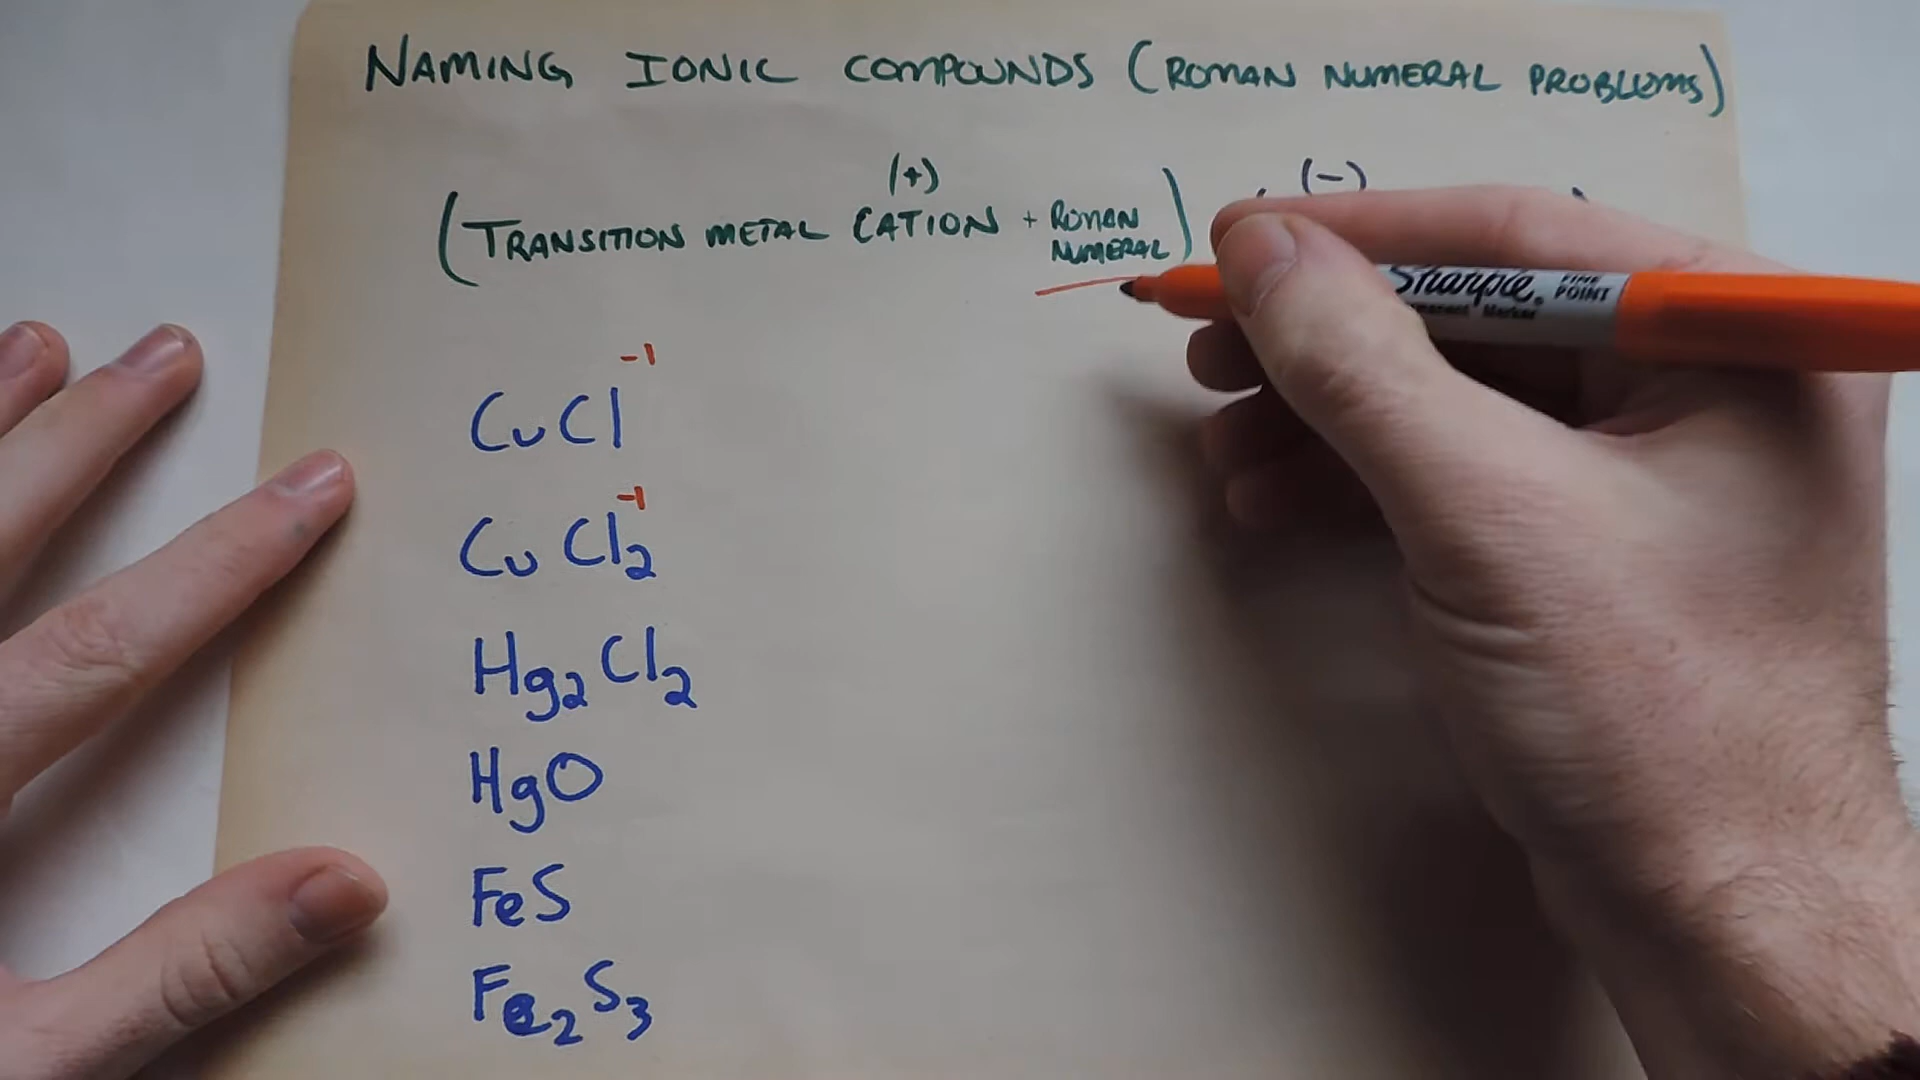 NAMING IONIC COMPOUNDS (ROMAN NUMERAL PROBLEMS)
(+) (-)
(TRANSITION METAL CATION + ROMAN NUMERAL)
Sharpie FINE POINT
Marker
-1
CuCl
-1
CuCl2
Hg2Cl2
HgO
FeS
Fe2S3